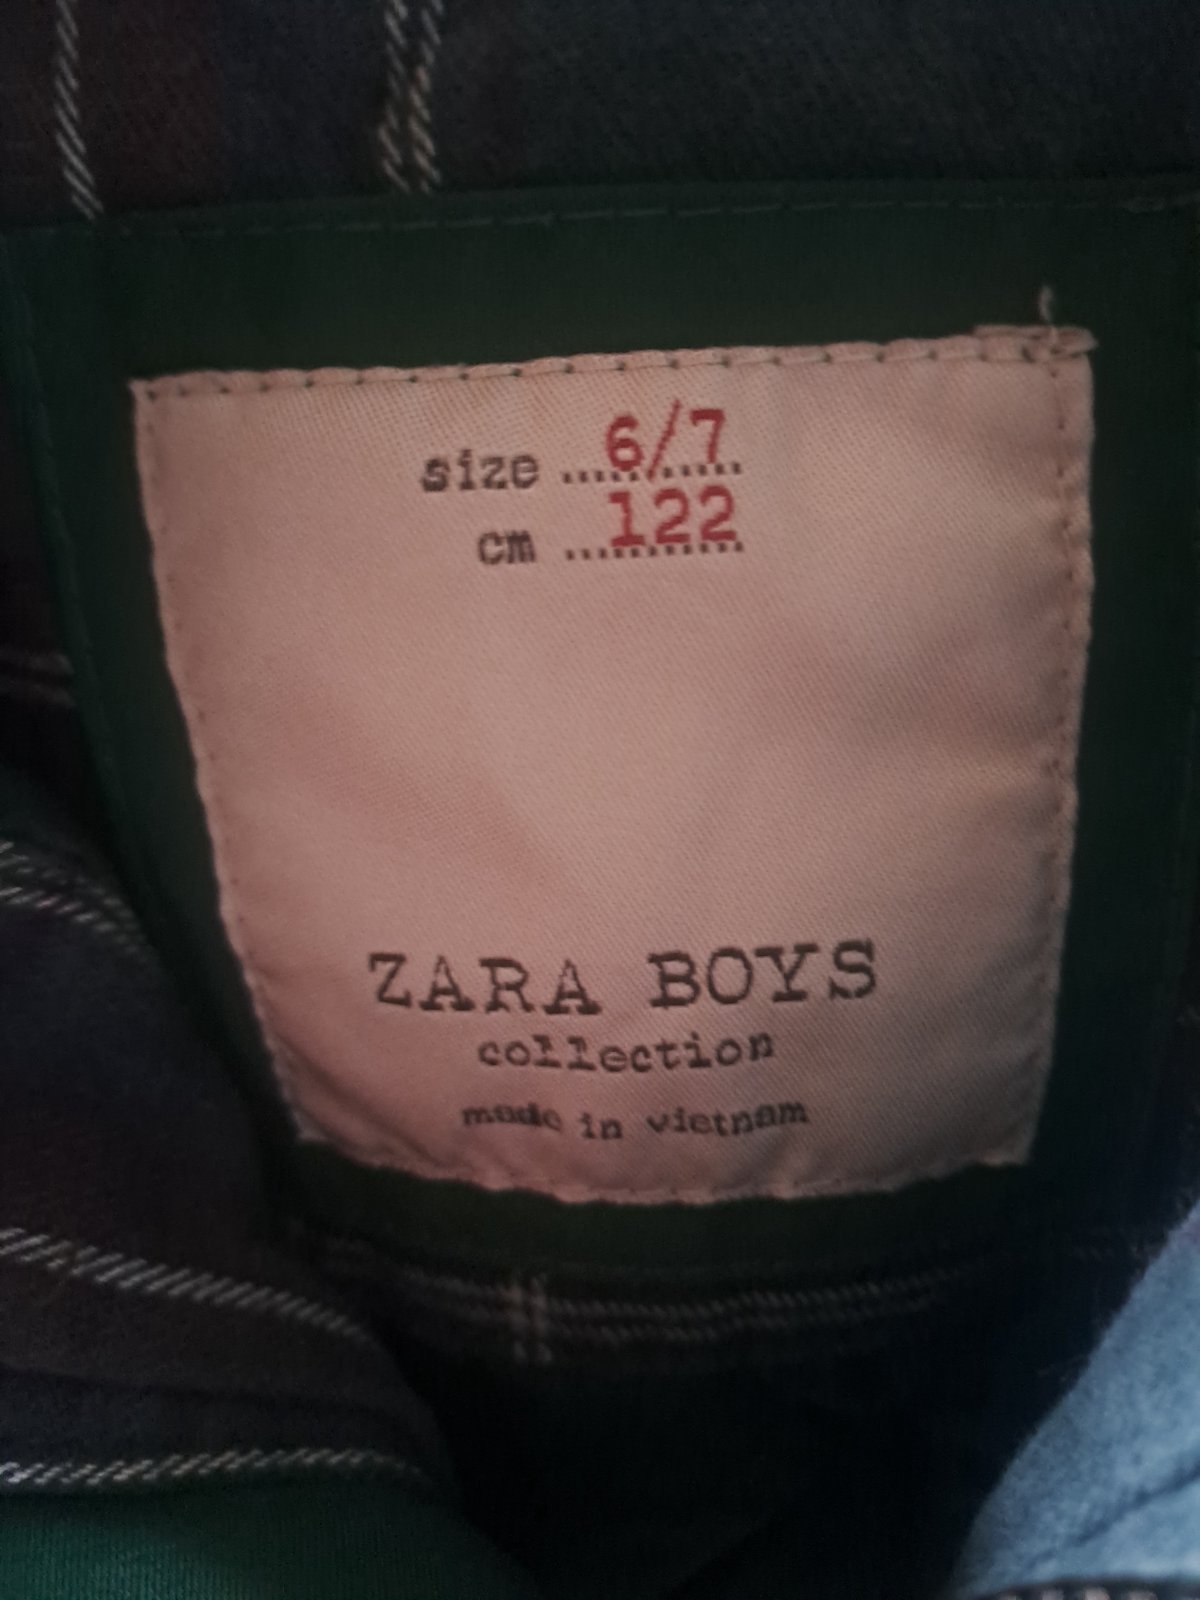 size 6/7
cm 122
ZARA BOYS
collection
made in vietnam